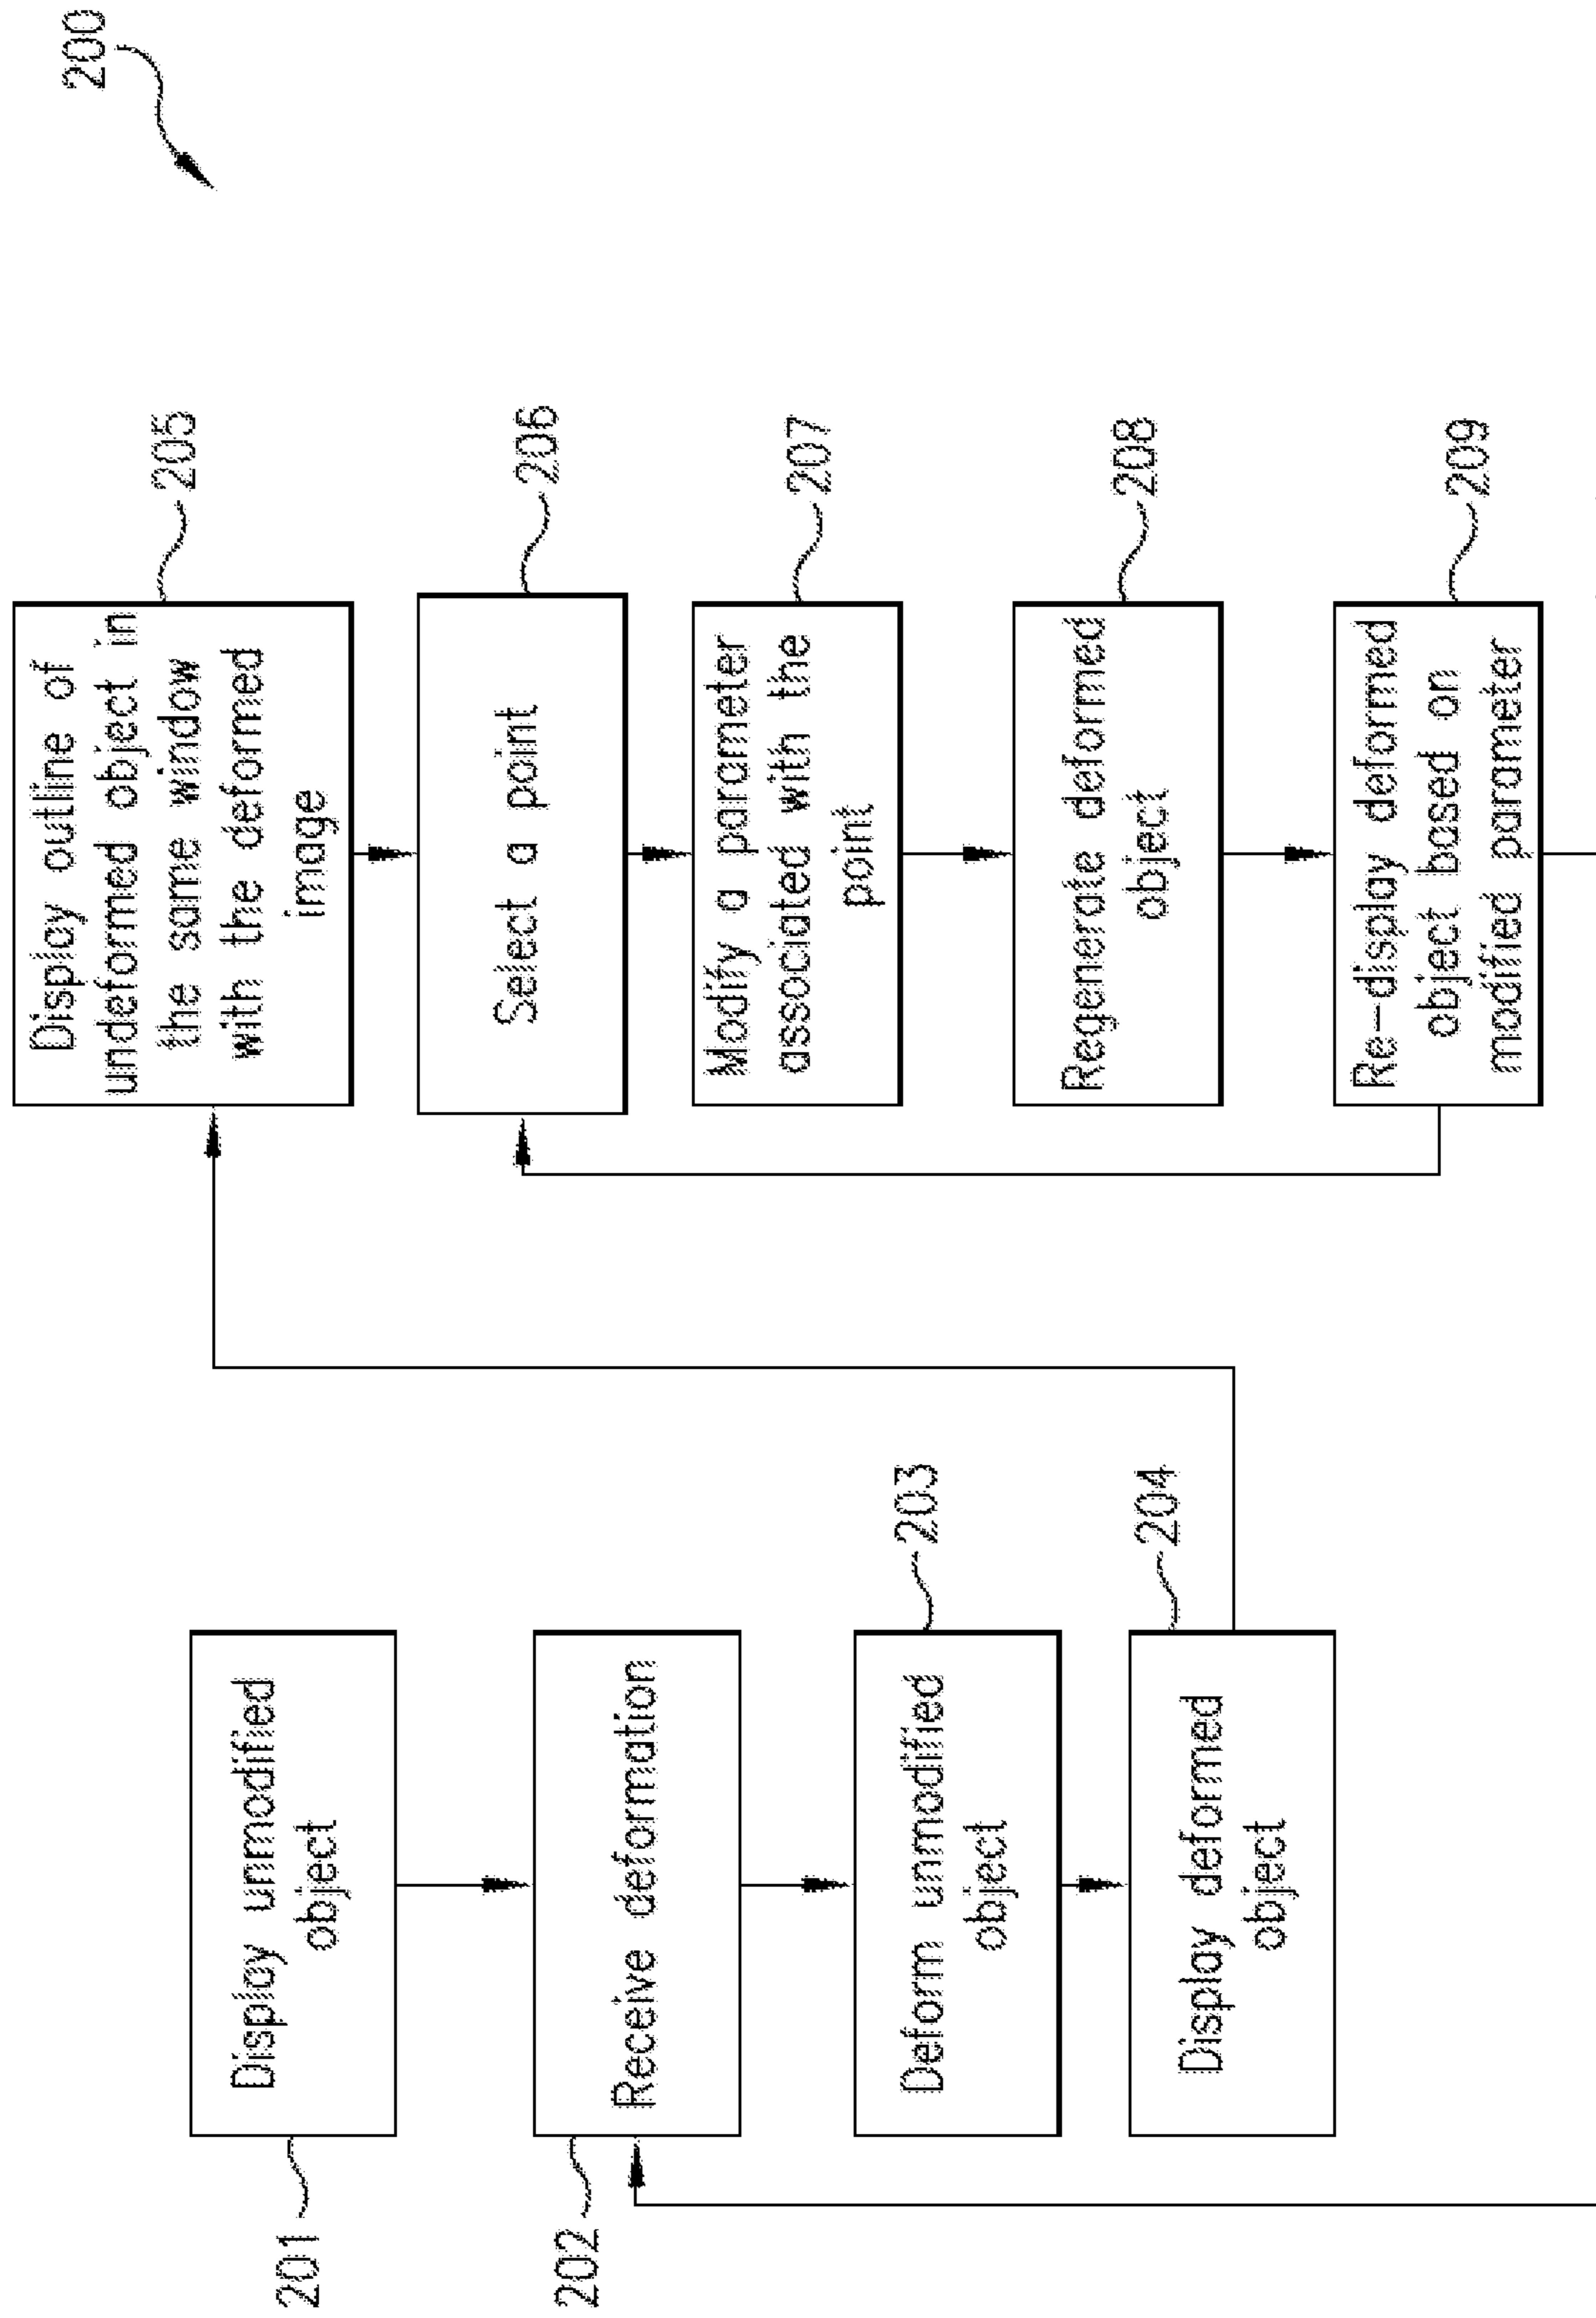 200
201
Display unmodified
object
202
Receive deformation
203
Deform unmodified
object
204
Display deformed
object
205
Display outline of
undeformed object in
the same window
with the deformed
image
206
Select a point
207
Modify a parameter
associated with the
point
208
Regenerate deformed
object
209
Re-display deformed
object based on
modified parameter